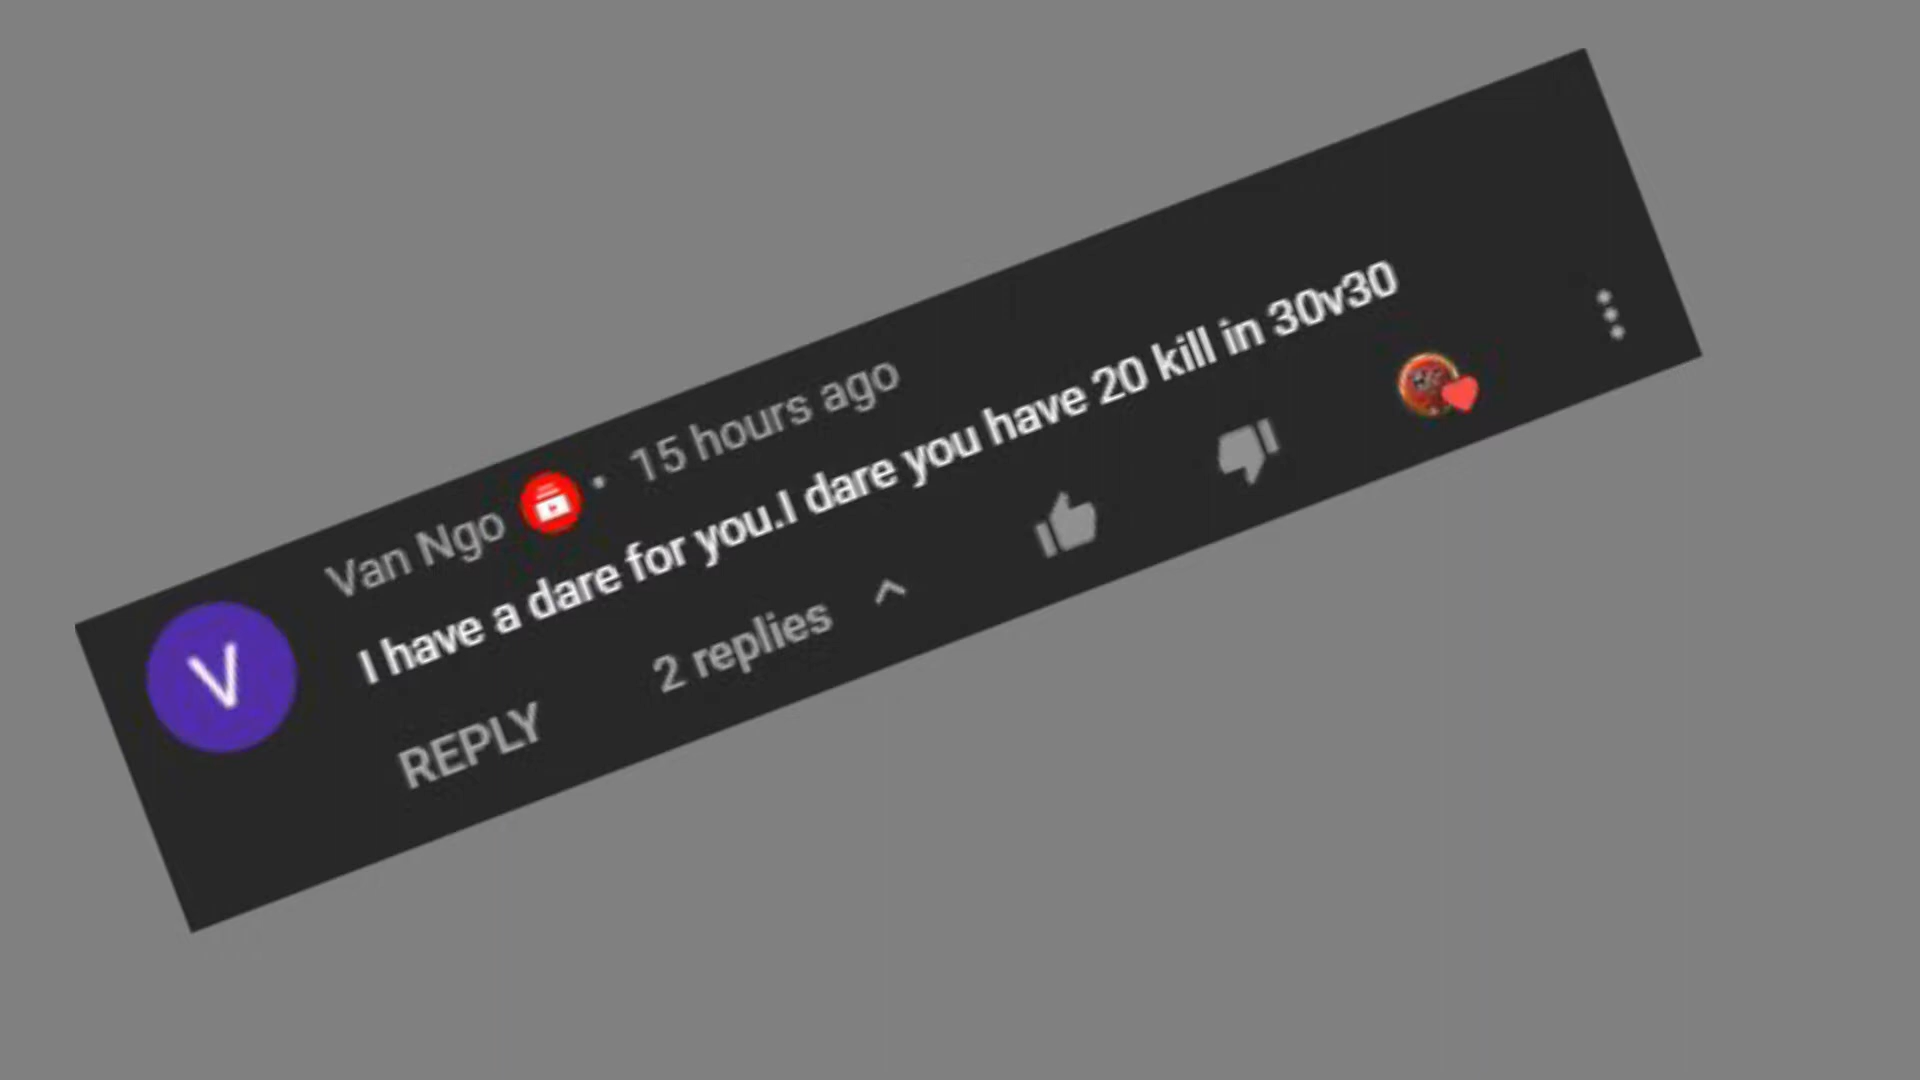 Van Ngo • 15 hours ago
V
I have a dare for you.I dare you have 20 kill in 30v30
REPLY 2 replies